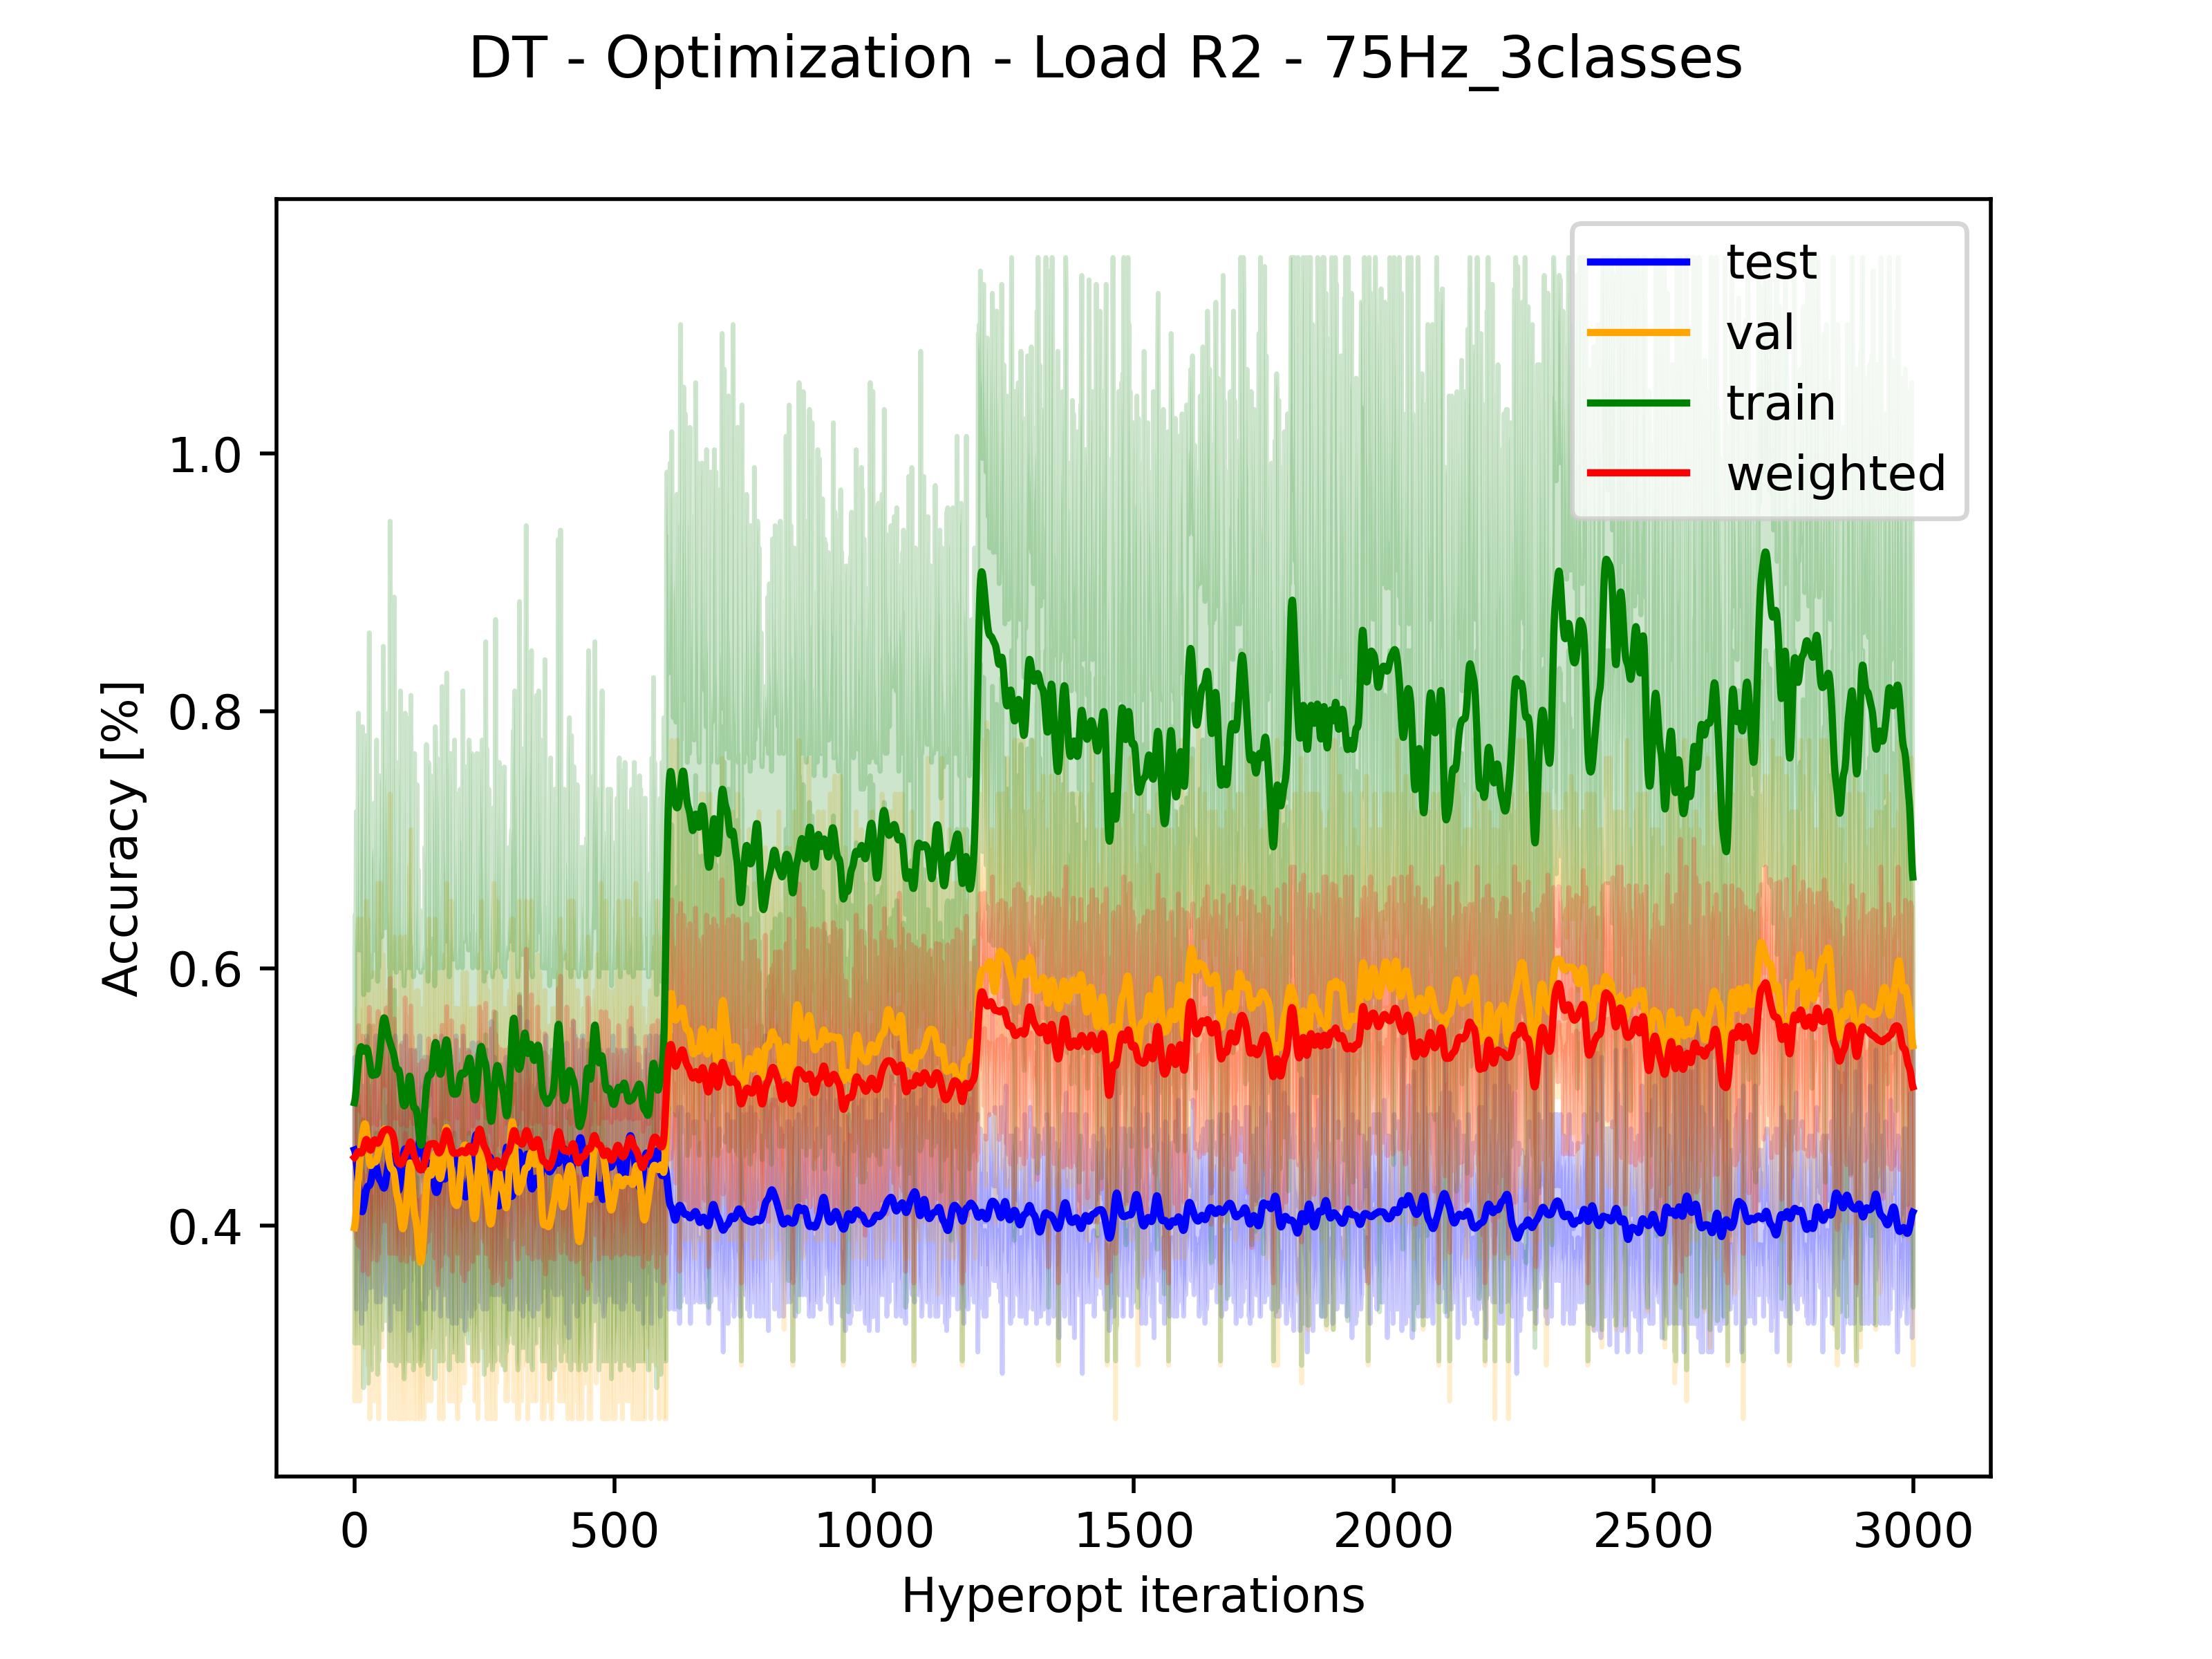 DT - Optimization - Load R2 - 75Hz_3classes
test
val
train
weighted
1.0
0.8
0.6
0.4
Accuracy [%]
0 500 1000 1500 2000 2500 3000
Hyperopt iterations